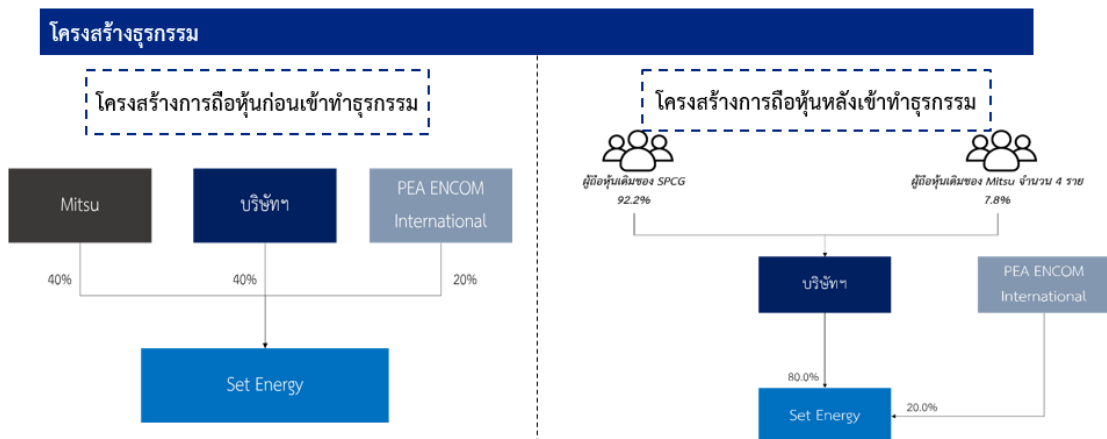 โครงสร้างธุรกรรม
โครงสร้างการถือหุ้นก่อนเข้าทำธุรกรรม
Mitsu
บริษัทฯ
PEA ENCOM
International
40%
40%
20%
Set Energy
โครงสร้างการถือหุ้นหลังเข้าทำธุรกรรม
ผู้ถือหุ้นเดิมของ SPCG
92.2%
ผู้ถือหุ้นเดิมของ Mitsu จำนวน 4 ราย
7.8%
บริษัทฯ
PEA ENCOM
International
80.0%
20.0%
Set Energy